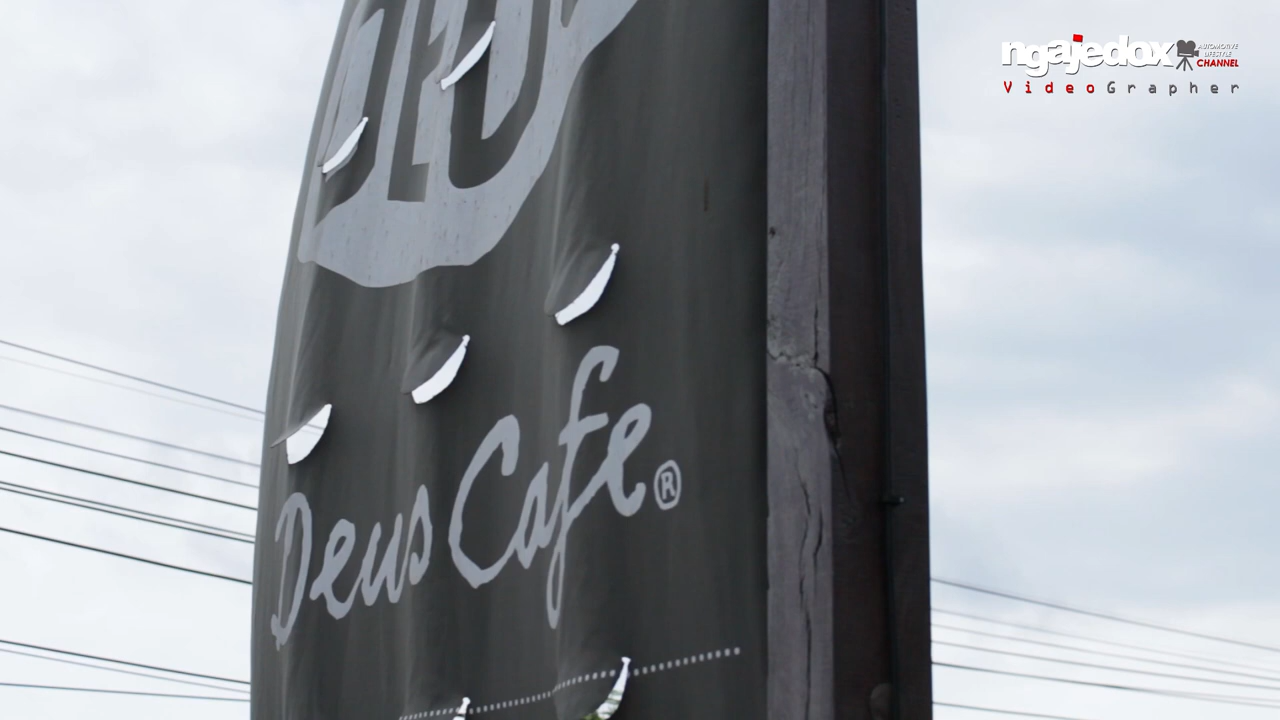 ngajedox
AUTOMOTIVE
LIFESTYLE
CHANNEL
VideoGrapher
Deus Cafe ®